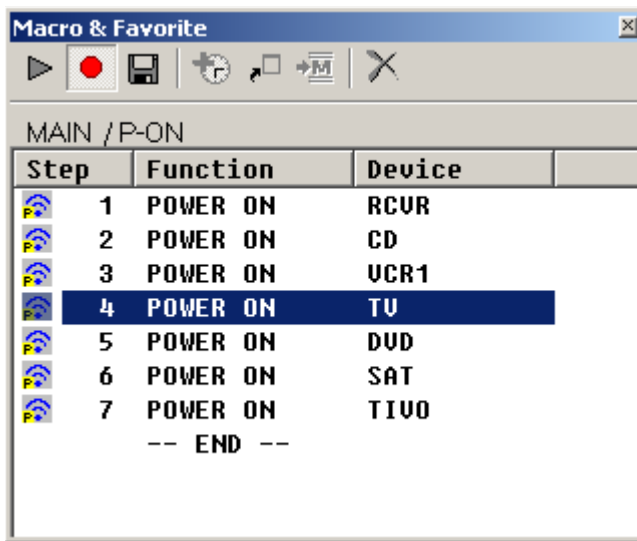 Macro & Favorite
M
MAIN / P-ON
Step Function Device
P 1 POWER ON RCVR
P 2 POWER ON CD
P 3 POWER ON VCR1
P 4 POWER ON TV
P 5 POWER ON DVD
P 6 POWER ON SAT
P 7 POWER ON TIVO
-- END --